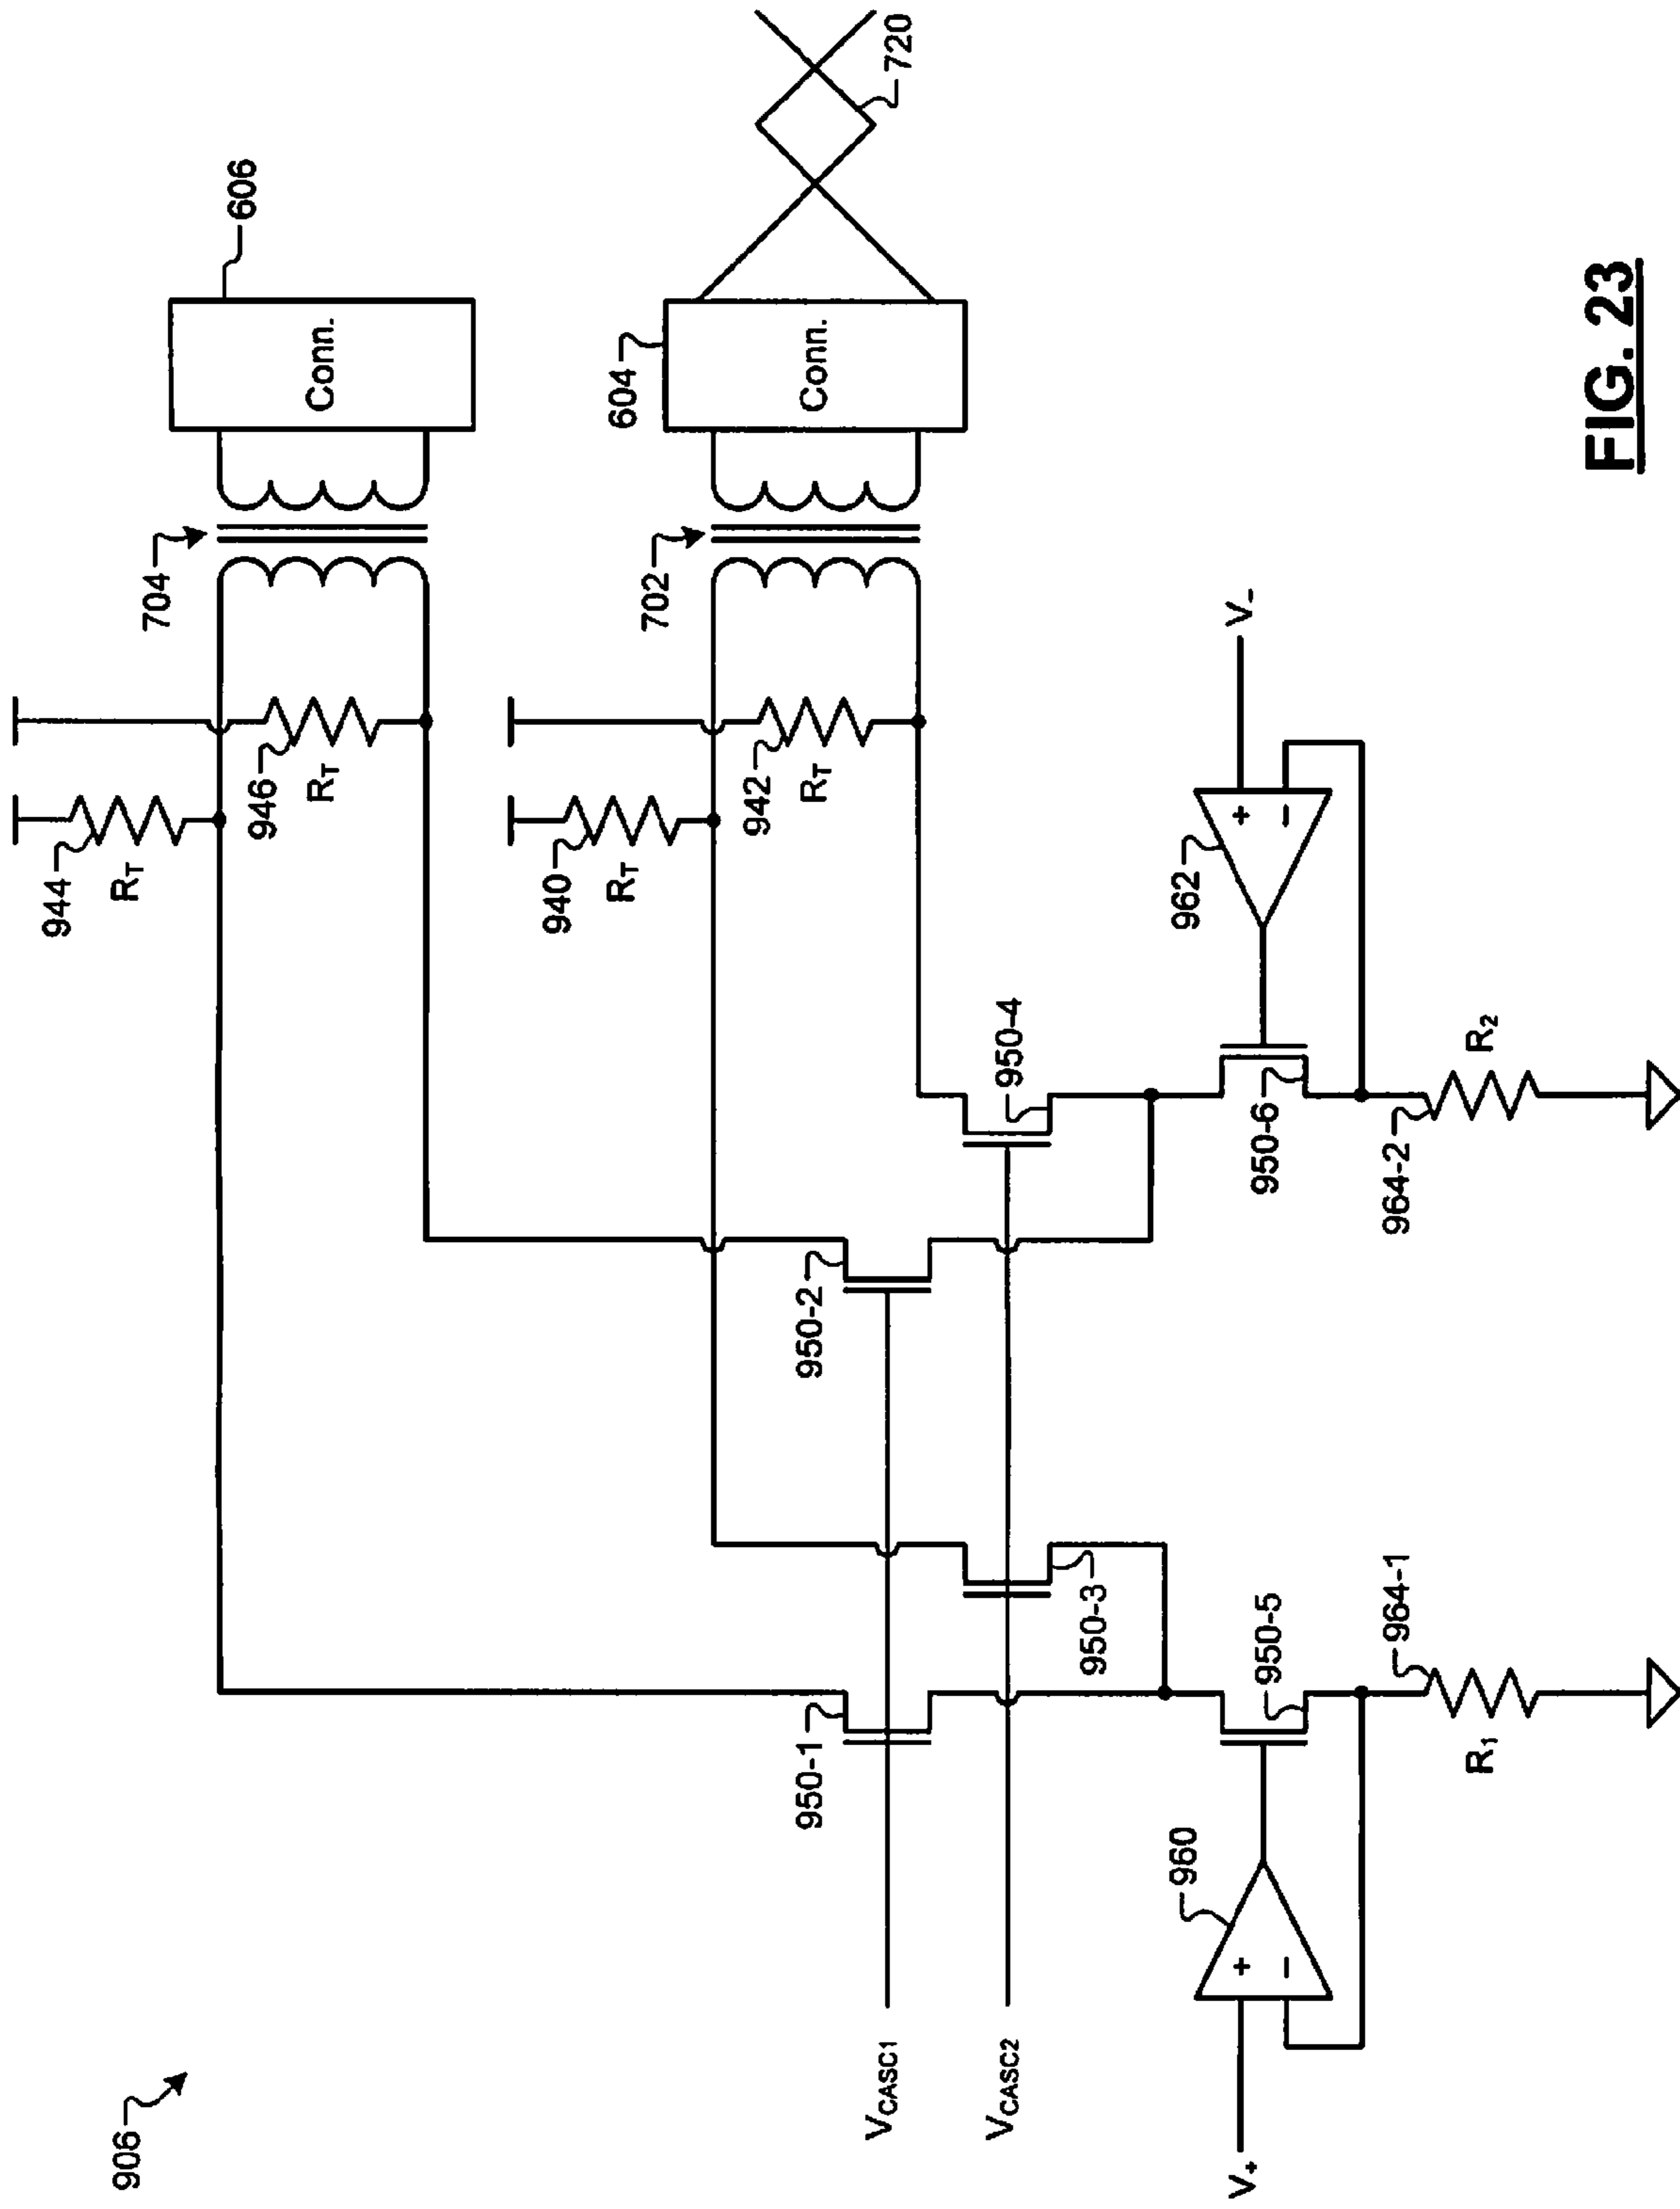 906
944
RT
946
RT
704
606
Conn.
940
RT
942
RT
702
604
Conn.
720
950-1
950-2
VCASC1
950-3
950-4
VCASC2
V+
+
−
960
950-5
964-1
R1
950-6
964-2
R2
962
+
−
V−
FIG. 23